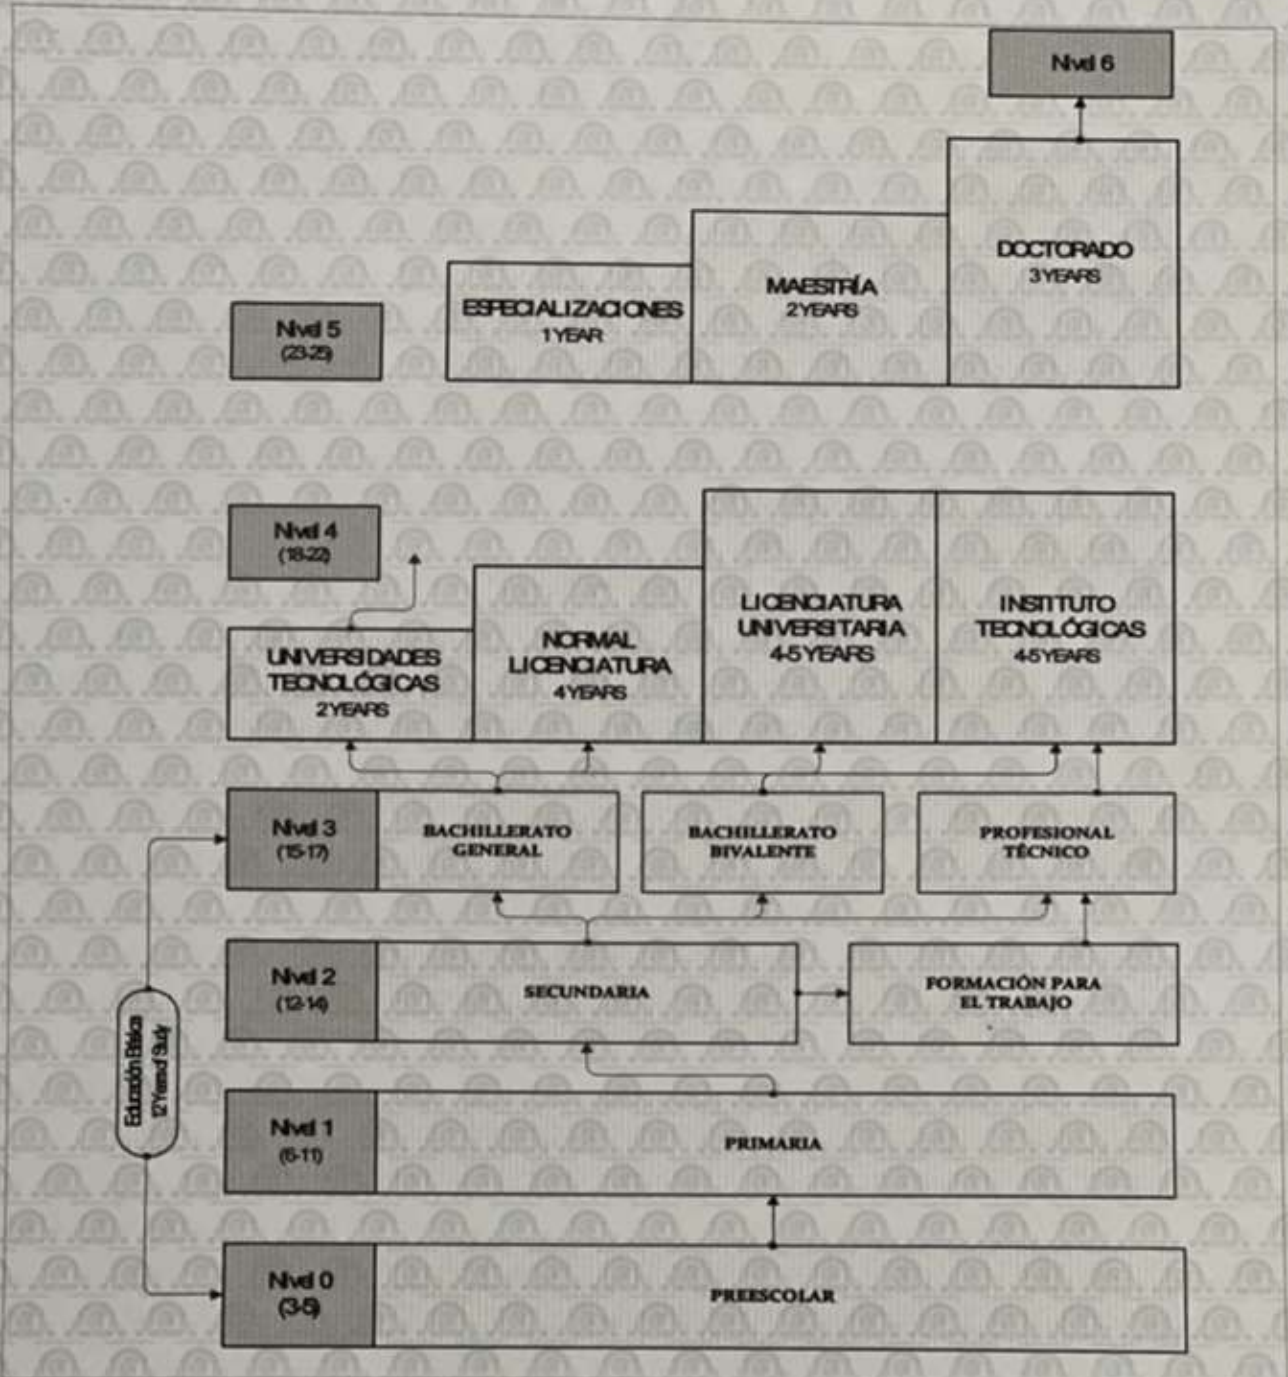 Nivel 6
DOCTORADO
3 YEARS
MAESTRÍA
2 YEARS
ESPECIALIZACIONES
1 YEAR
Nivel 5
(23-25)
Nivel 4
(18-22)
UNIVERSIDADES
TECNOLÓGICAS
2 YEARS
NORMAL
LICENCIATURA
4 YEARS
LICENCIATURA
UNIVERSITARIA
4-5 YEARS
INSTITUTO
TECNOLÓGICAS
4-5 YEARS
Nivel 3
(15-17)
BACHILLERATO
GENERAL
BACHILLERATO
BIVALENTE
PROFESIONAL
TÉCNICO
Nivel 2
(12-14)
SECUNDARIA
FORMACIÓN PARA
EL TRABAJO
Educación Básica
12 Years of Study
Nivel 1
(6-11)
PRIMARIA
Nivel 0
(3-5)
PREESCOLAR